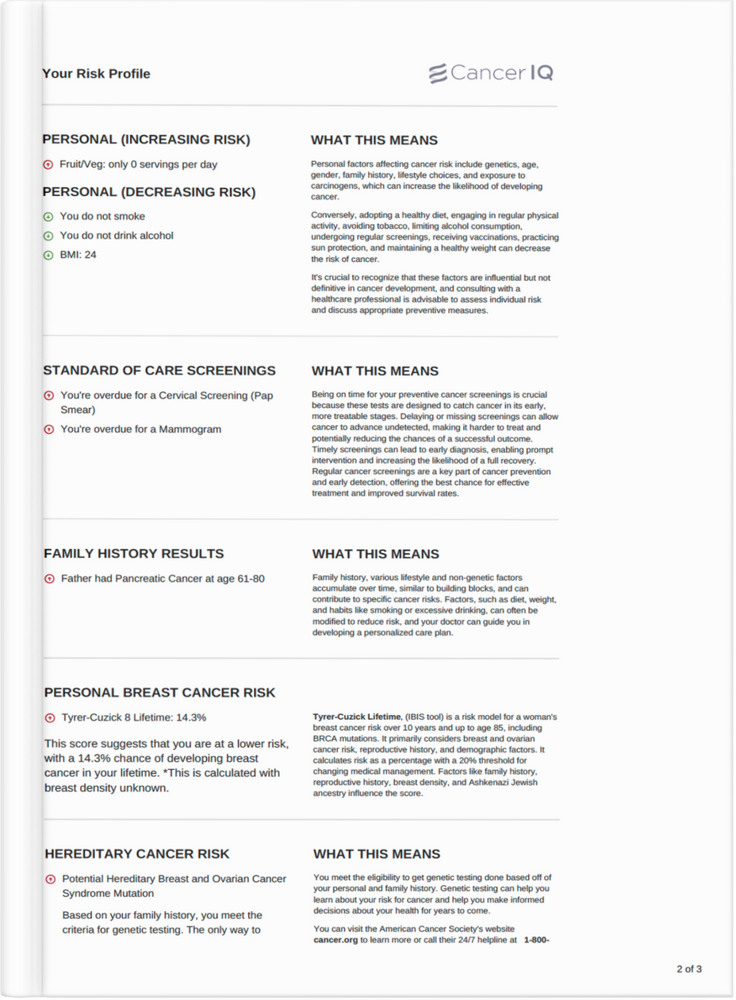 Your Risk Profile
CancerIQ
PERSONAL (INCREASING RISK)
Fruit/Veg: only 0 servings per day
PERSONAL (DECREASING RISK)
You do not smoke
You do not drink alcohol
BMI: 24
WHAT THIS MEANS
Personal factors affecting cancer risk include genetics, age,
gender, family history, lifestyle choices, and exposure to
carcinogens, which can increase the likelihood of developing
cancer.
Conversely, adopting a healthy diet, engaging in regular physical
activity, avoiding tobacco, limiting alcohol consumption,
undergoing regular screenings, receiving vaccinations, practicing
sun protection, and maintaining a healthy weight can decrease
the risk of cancer.
It's crucial to recognize that these factors are influential but not
definitive in cancer development, and consulting with a
healthcare professional is advisable to assess individual risk
and discuss appropriate preventive measures.
STANDARD OF CARE SCREENINGS
You're overdue for a Cervical Screening (Pap
Smear)
You're overdue for a Mammogram
WHAT THIS MEANS
Being on time for your preventive cancer screenings is crucial
because these tests are designed to catch cancer in its early,
more treatable stages. Delaying or missing screenings can allow
cancer to advance undetected, making it harder to treat and
potentially reducing the chances of a successful outcome.
Timely screenings can lead to early diagnosis, enabling prompt
intervention and increasing the likelihood of a full recovery.
Regular cancer screenings are a key part of cancer prevention
and early detection, offering the best chance for effective
treatment and improved survival rates.
FAMILY HISTORY RESULTS
Father had Pancreatic Cancer at age 61-80
WHAT THIS MEANS
Family history, various lifestyle and non-genetic factors
accumulate over time, similar to building blocks, and can
contribute to specific cancer risks. Factors, such as diet, weight,
and habits like smoking or excessive drinking, can often be
modified to reduce risk, and your doctor can guide you in
developing a personalized care plan.
PERSONAL BREAST CANCER RISK
Tyrer-Cuzick 8 Lifetime: 14.3%
This score suggests that you are at a lower risk,
with a 14.3% chance of developing breast
cancer in your lifetime. *This is calculated with
breast density unknown.
Tyrer-Cuzick Lifetime, (IBIS tool) is a risk model for a woman's
breast cancer risk over 10 years and up to age 85, including
BRCA mutations. It primarily considers breast and ovarian
cancer risk, reproductive history, and demographic factors. It
calculates risk as a percentage with a 20% threshold for
changing medical management. Factors like family history,
reproductive history, breast density, and Ashkenazi Jewish
ancestry influence the score.
HEREDITARY CANCER RISK
Potential Hereditary Breast and Ovarian Cancer
Syndrome Mutation
Based on your family history, you meet the
criteria for genetic testing. The only way to
WHAT THIS MEANS
You meet the eligibility to get genetic testing done based off of
your personal and family history. Genetic testing can help you
learn about your risk for cancer and help you make informed
decisions about your health for years to come.
You can visit the American Cancer Society's website
cancer.org to learn more or call their 24/7 helpline at 1-800-
2 of 3